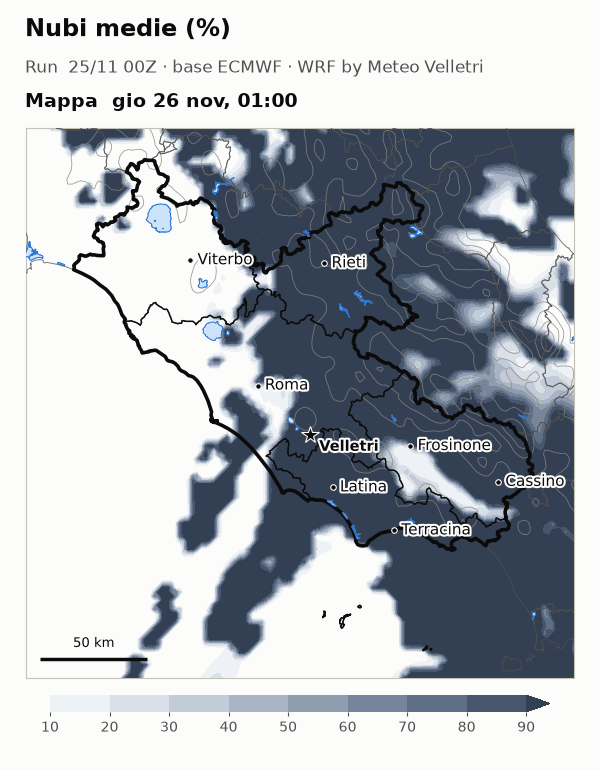 Nubi medie (%)
Run  25/11 00Z · base ECMWF · WRF by Meteo Velletri
Mappa  gio 26 nov, 01:00
Viterbo
Rieti
Roma
Velletri
Frosinone
Cassino
Latina
Terracina
50 km
10 20 30 40 50 60 70 80 90